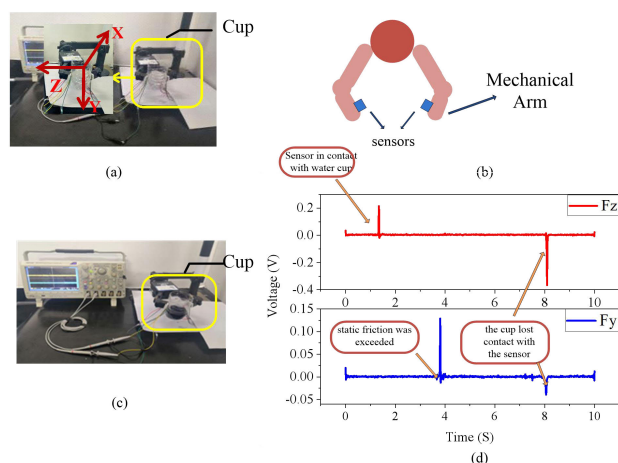 Cup
X
Z
Y
(a)
Mechanical
Arm
sensors
(b)
Cup
(c)
Sensor in contact
with water cup
Fz
0.2
0.0
-0.2
-0.4
0 2 4 6 8 10
Voltage (V)
Fy
0.15
0.10
0.05
0.00
-0.05
static friction was
exceeded
the cup lost
contact with
the sensor
0 2 4 6 8 10
Time (S)
(d)